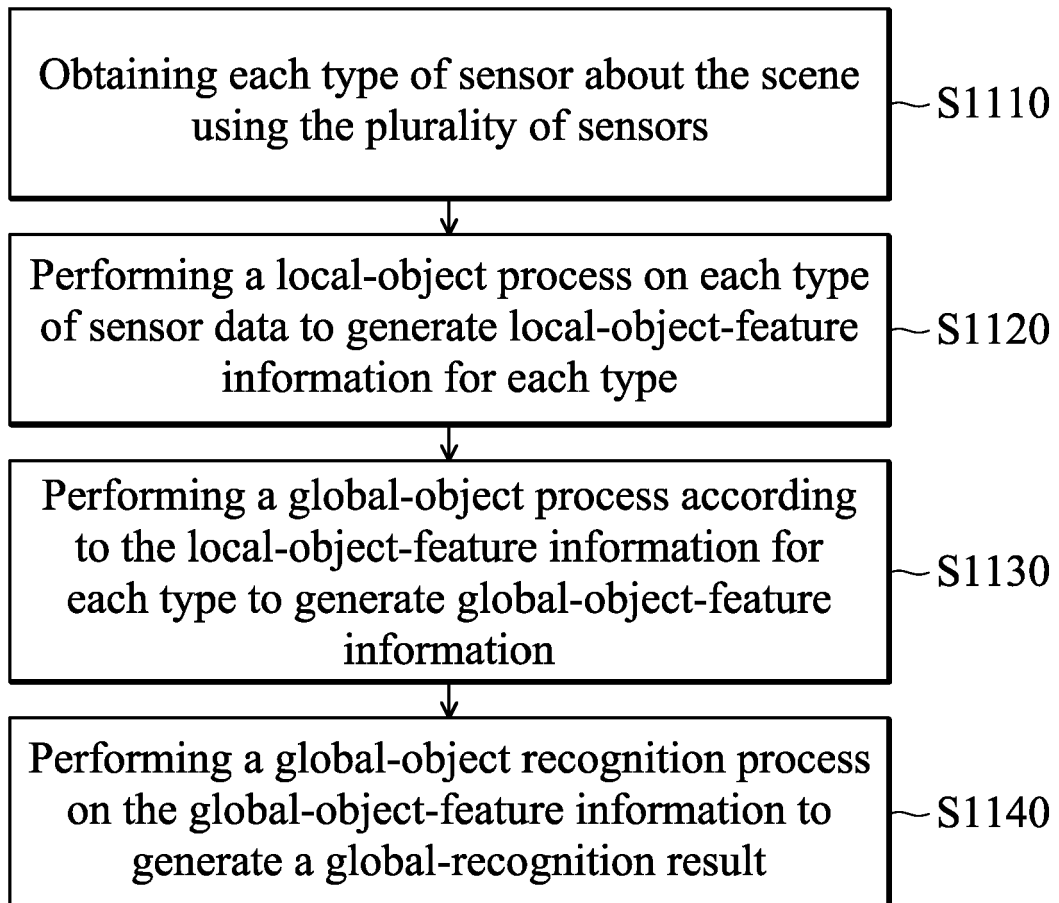 Obtaining each type of sensor about the scene
using the plurality of sensors
S1110
Performing a local-object process on each type
of sensor data to generate local-object-feature
information for each type
S1120
Performing a global-object process according
to the local-object-feature information for
each type to generate global-object-feature
information
S1130
Performing a global-object recognition process
on the global-object-feature information to
generate a global-recognition result
S1140